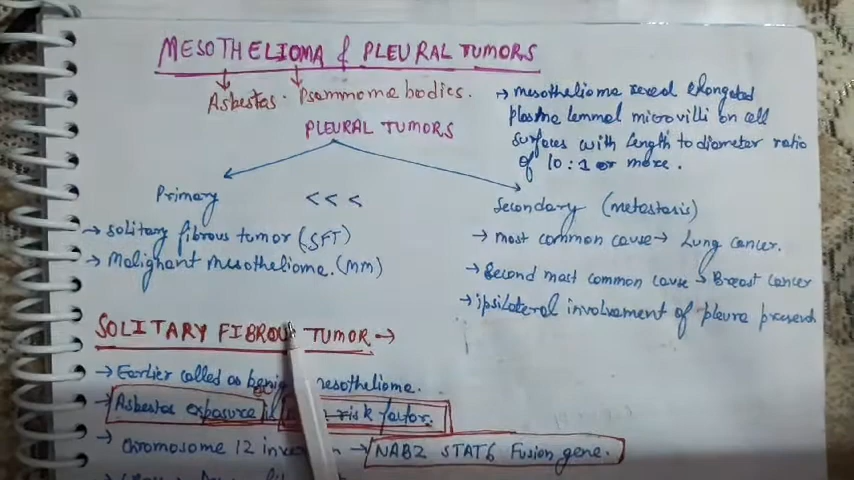 MESOTHELIOMA & PLEURAL TUMORS
Asbestas. Psammoma bodies.
→ mesothelioma reveal Elongated
plasma lemmal microvilli on cell
surfaces with Length to diameter ratio
of 10:1 or more.
PLEURAL TUMORS
Primary <<< Secondary (metastasis)
→ solitary fibrous tumor (SFT)
→ Malignant mesothelioma. (MM)
→ most common cause → Lung cancer.
→ Second most common cause → Breast cancer
→ ipsilateral involvement of pleura present
SOLITARY FIBROU TUMOR →
→ Earlier called as benig mesothelioma.
→ Asbestos exposure risk factor.
→ chromosome 12 → NAB2 STAT6 Fusion gene.